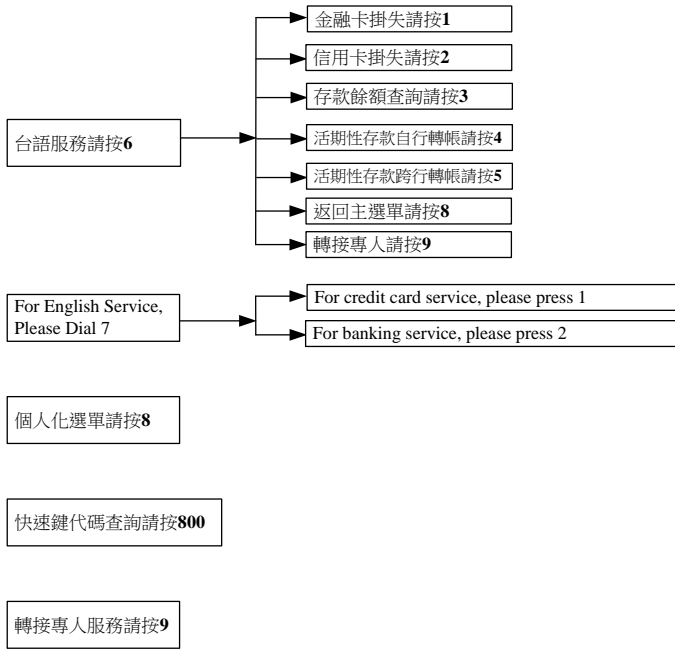 台語服務請按6
金融卡掛失請按1
信用卡掛失請按2
存款餘額查詢請按3
活期性存款自行轉帳請按4
活期性存款跨行轉帳請按5
返回主選單請按8
轉接專人請按9
For English Service,
Please Dial 7
For credit card service, please press 1
For banking service, please press 2
個人化選單請按8
快速鍵代碼查詢請按800
轉接專人服務請按9